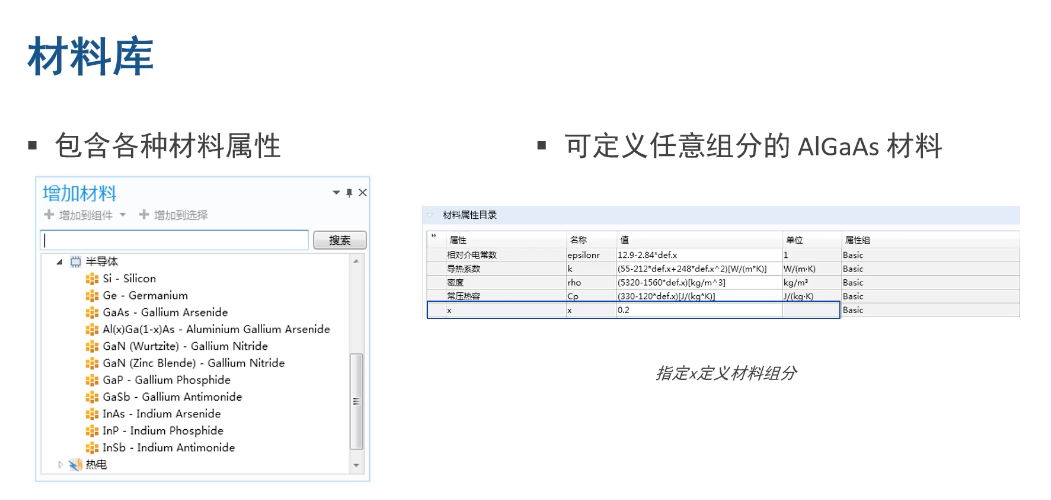 材料库
▪ 包含各种材料属性
增加材料
增加到组件 增加到选择
搜索
半导体
Si - Silicon
Ge - Germanium
GaAs - Gallium Arsenide
Al(x)Ga(1-x)As - Aluminium Gallium Arsenide
GaN (Wurtzite) - Gallium Nitride
GaN (Zinc Blende) - Gallium Nitride
GaP - Gallium Phosphide
GaSb - Gallium Antimonide
InAs - Indium Arsenide
InP - Indium Phosphide
InSb - Indium Antimonide
热电
▪ 可定义任意组分的 AlGaAs 材料
材料属性目录
" 属性 名称 值 单位 属性组
相对介电常数 epsilonr 12.9-2.84*def.x 1 Basic
导热系数 k (55-212*def.x+248*def.x^2)[W/(m*K)] W/(m·K) Basic
密度 rho (5320-1560*def.x)[kg/m^3] kg/m³ Basic
常压热容 Cp (330-120*def.x)[J/(kg*K)] J/(kg·K) Basic
x x 0.2 Basic
指定x定义材料组分